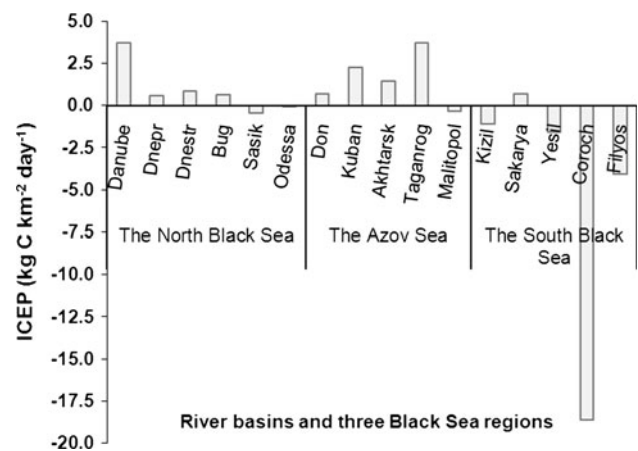 5.0
2.5
0.0
-2.5
-5.0
-7.5
-10.0
-12.5
-15.0
-17.5
-20.0
ICEP (kg C km-2 day-1)
Danube
Dnepr
Dnestr
Bug
Sasik
Odessa
Don
Kuban
Akhtarsk
Taganrog
Malitopol
Kizil
Sakarya
Yesil
Coroch
Filyos
The North Black Sea
The Azov Sea
The South Black
Sea
River basins and three Black Sea regions